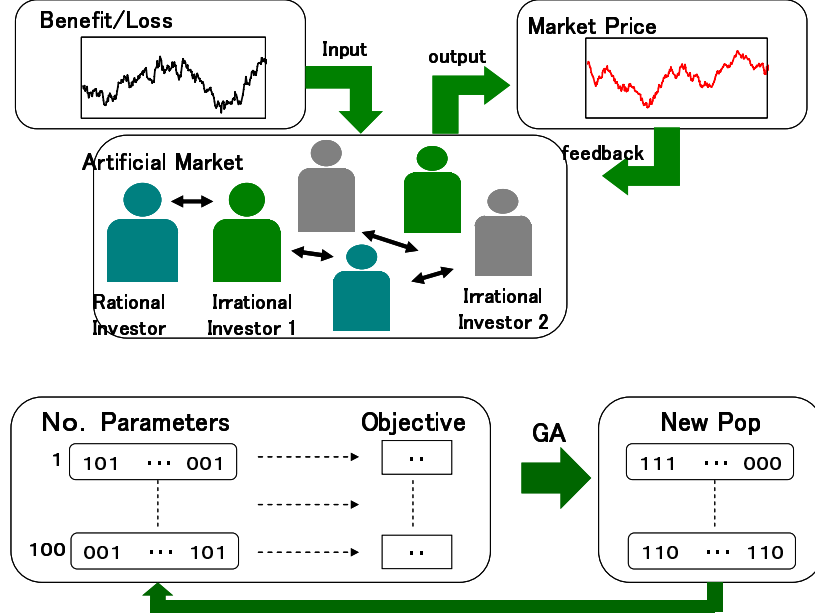 Benefit/Loss
Input
output
Market Price
feedback
Artificial Market
Rational
Investor
Irrational
Investor 1
Irrational
Investor 2
No. Parameters
Objective
GA
New Pop
1
101 ··· 001
··
111 ··· 000
100
001 ··· 101
··
110 ··· 110